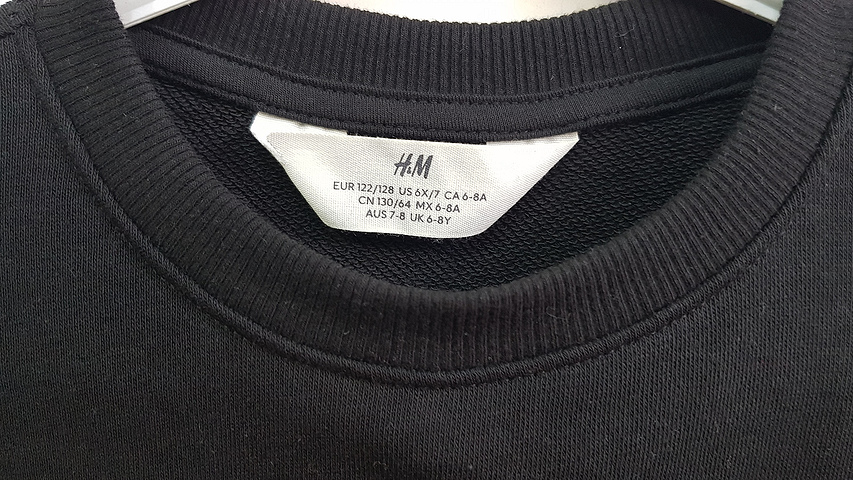 H&M
EUR 122/128 US 6X/7 CA 6-8A
CN 130/64 MX 6-8A
AUS 7-8 UK 6-8Y